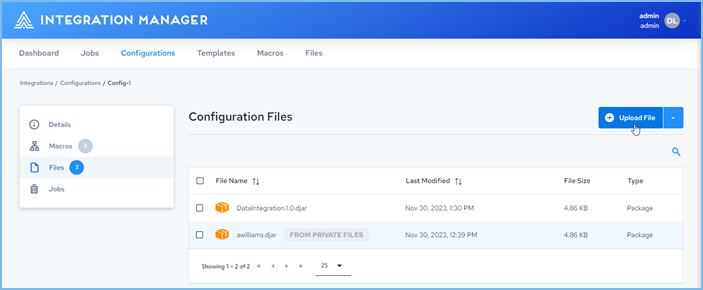 INTEGRATION MANAGER
admin
admin
DL
Dashboard Jobs Configurations Templates Macros Files
Integrations / Configurations / Config-1
Details
Macros
Files 2
Jobs
Configuration Files
Upload File
File Name Last Modified File Size Type
DataIntegration.1.0.djar Nov 30, 2023, 1:30 PM 4.86 KB Package
awilliams.djar FROM PRIVATE FILES Nov 30, 2023, 12:39 PM 4.86 KB Package
Showing 1 – 2 of 2 25